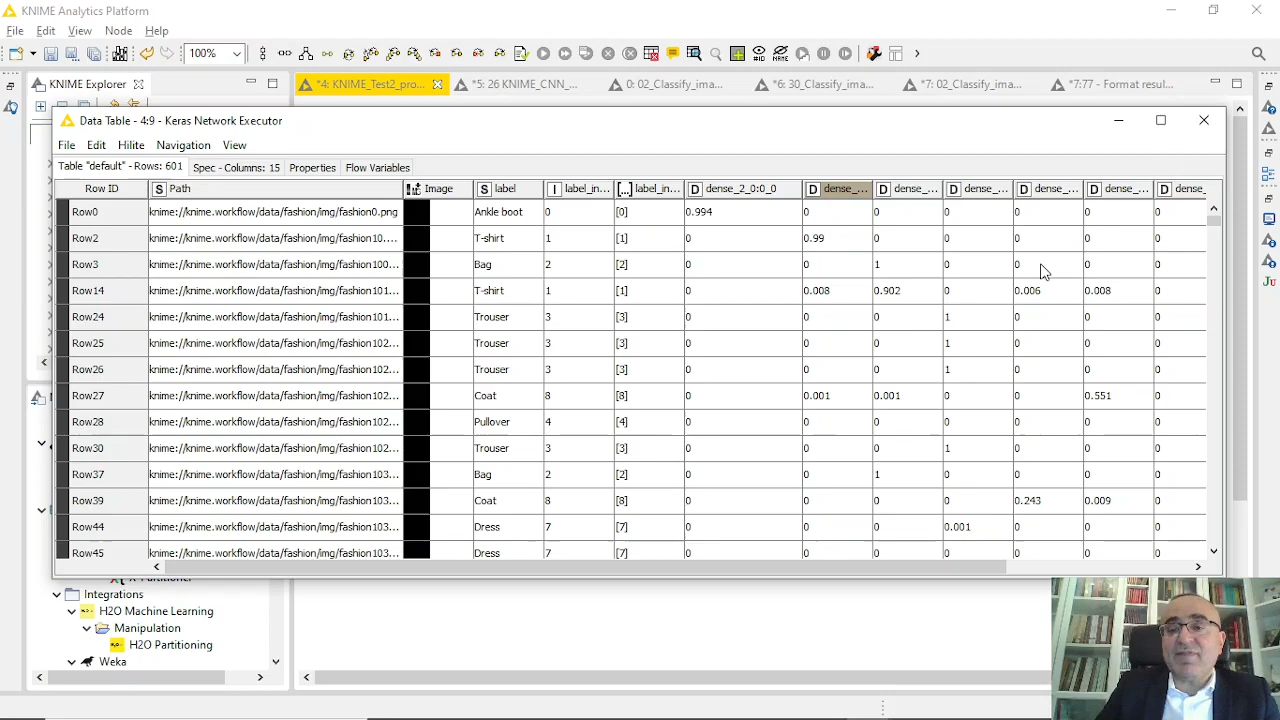 KNIME Analytics Platform
File Edit View Node Help
100%
KNIME Explorer
*4: KNIME_Test2_pro... *5: 26 KNIME_CNN_... 0: 02_Classify_ima... *6: 30_Classify_ima... *7: 02_Classify_ima... *7:77 - Format resul...
Data Table - 4:9 - Keras Network Executor
File Edit Hilite Navigation View
Table "default" - Rows: 601 Spec - Columns: 15 Properties Flow Variables
Row ID S Path Image S label I label_in... [...] label_in... D dense_2_0:0_0 D dense_... D dense_... D dense_... D dense_... D dense_... D dense_
Row0 knime://knime.workflow/data/fashion/img/fashion0.png Ankle boot 0 [0] 0.994 0 0 0 0 0 0
Row2 knime://knime.workflow/data/fashion/img/fashion10.... T-shirt 1 [1] 0 0.99 0 0 0 0 0
Row3 knime://knime.workflow/data/fashion/img/fashion100... Bag 2 [2] 0 0 1 0 0 0 0
Row14 knime://knime.workflow/data/fashion/img/fashion101... T-shirt 1 [1] 0 0.008 0.902 0 0.006 0.008 0
Row24 knime://knime.workflow/data/fashion/img/fashion101... Trouser 3 [3] 0 0 0 1 0 0 0
Row25 knime://knime.workflow/data/fashion/img/fashion102... Trouser 3 [3] 0 0 0 1 0 0 0
Row26 knime://knime.workflow/data/fashion/img/fashion102... Trouser 3 [3] 0 0 0 1 0 0 0
Row27 knime://knime.workflow/data/fashion/img/fashion102... Coat 8 [8] 0 0.001 0.001 0 0 0.551 0
Row28 knime://knime.workflow/data/fashion/img/fashion102... Pullover 4 [4] 0 0 0 0 0 0 0
Row30 knime://knime.workflow/data/fashion/img/fashion102... Trouser 3 [3] 0 0 0 1 0 0 0
Row37 knime://knime.workflow/data/fashion/img/fashion103... Bag 2 [2] 0 0 1 0 0 0 0
Row39 knime://knime.workflow/data/fashion/img/fashion103... Coat 8 [8] 0 0 0 0 0.243 0.009 0
Row44 knime://knime.workflow/data/fashion/img/fashion103... Dress 7 [7] 0 0 0 0.001 0 0 0
Row45 knime://knime.workflow/data/fashion/img/fashion103... Dress 7 [7] 0 0 0 0 0 0 0
Integrations
H2O Machine Learning
Manipulation
H2O Partitioning
Weka
Ju